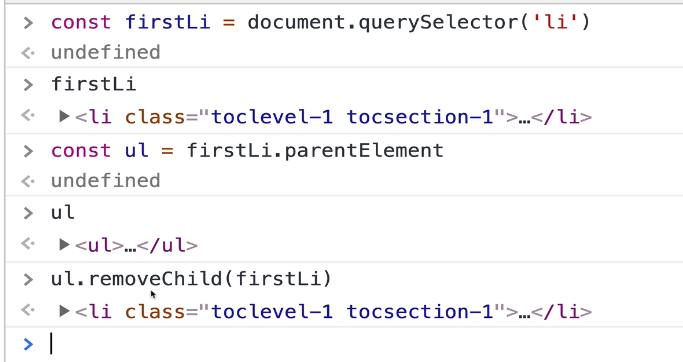 > const firstLi = document.querySelector('li')
< undefined
> firstLi
< ▶<li class="toclevel-1 tocsection-1">…</li>
> const ul = firstLi.parentElement
< undefined
> ul
< ▶<ul>…</ul>
> ul.removeChild(firstLi)
< ▶<li class="toclevel-1 tocsection-1">…</li>
>